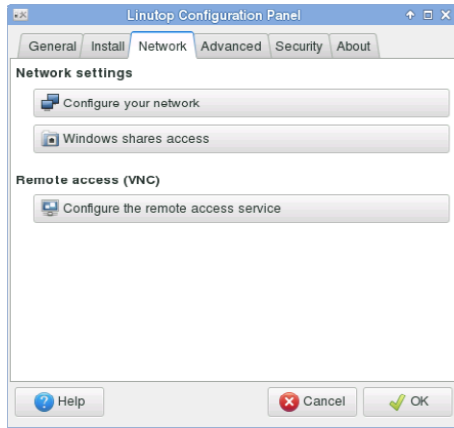 Linutop Configuration Panel
General Install Network Advanced Security About
Network settings
Configure your network
Windows shares access
Remote access (VNC)
Configure the remote access service
Help Cancel OK